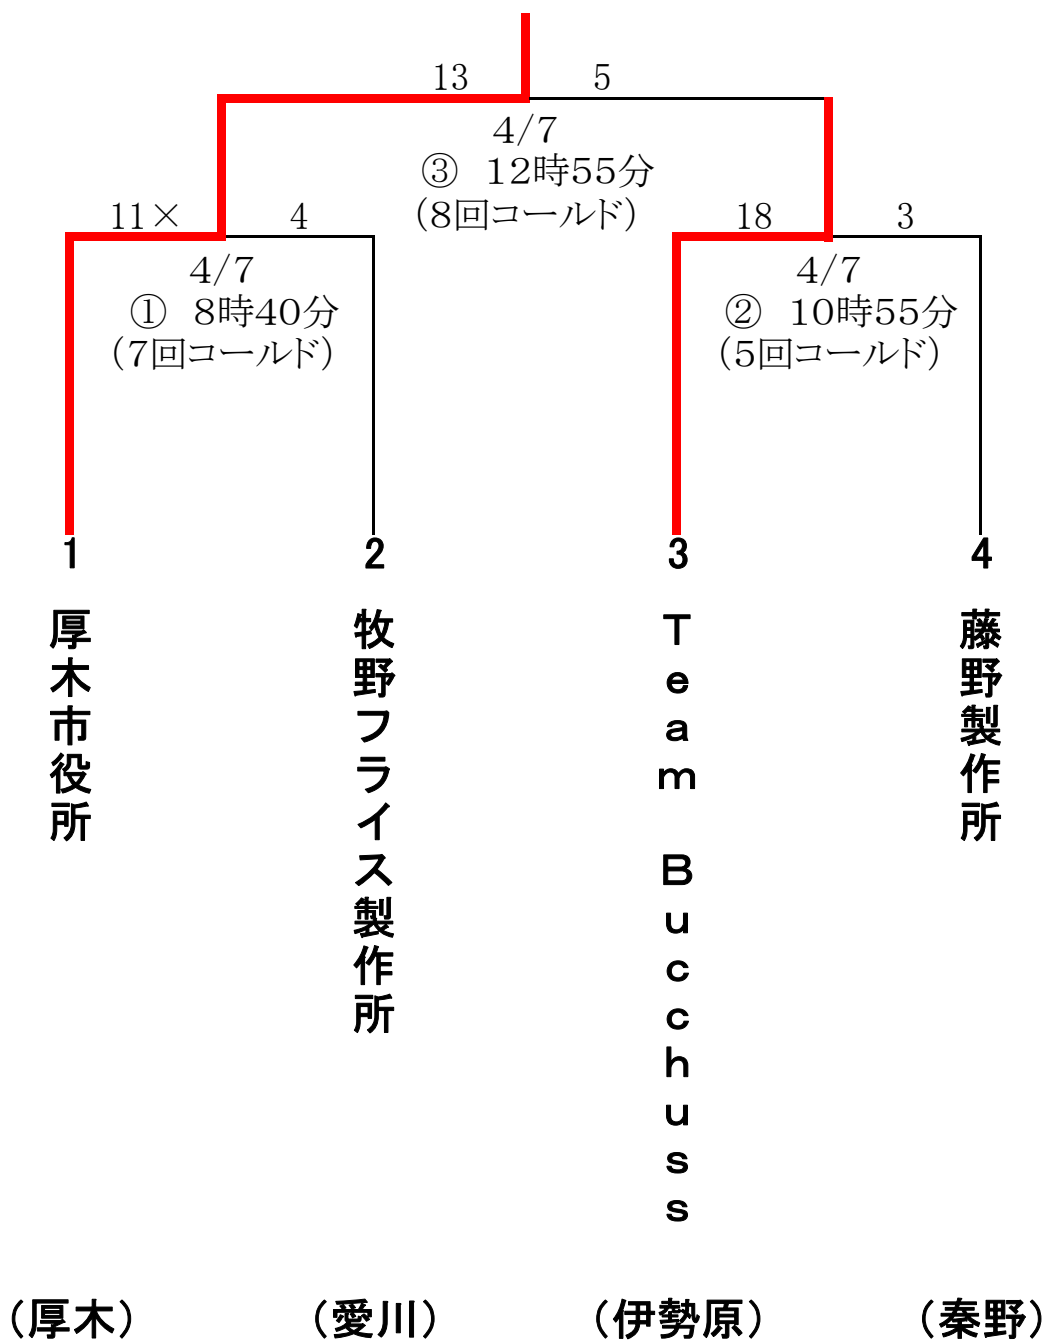 13 5
4/7
③ 12時55分
(8回コールド)
11× 4
4/7
① 8時40分
(7回コールド)
18 3
4/7
② 10時55分
(5回コールド)
1
厚木市役所
(厚木)
2
牧野フライス製作所
(愛川)
3
Team Bucchuss
(伊勢原)
4
藤野製作所
(秦野)